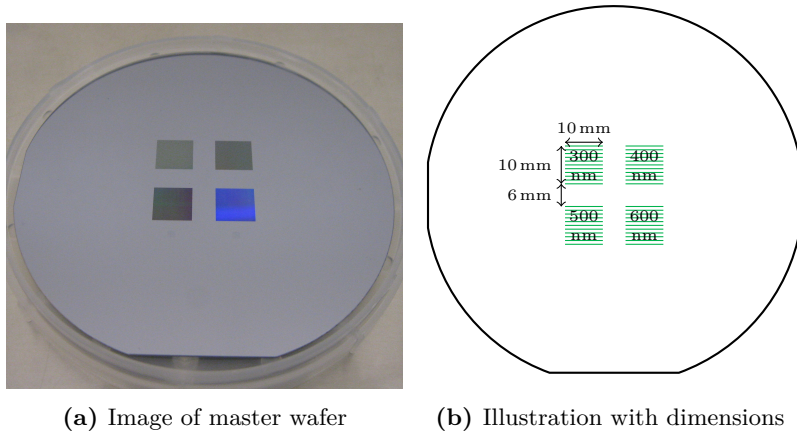 10 mm
300
nm
400
nm
10 mm
6 mm
500
nm
600
nm
(a) Image of master wafer
(b) Illustration with dimensions